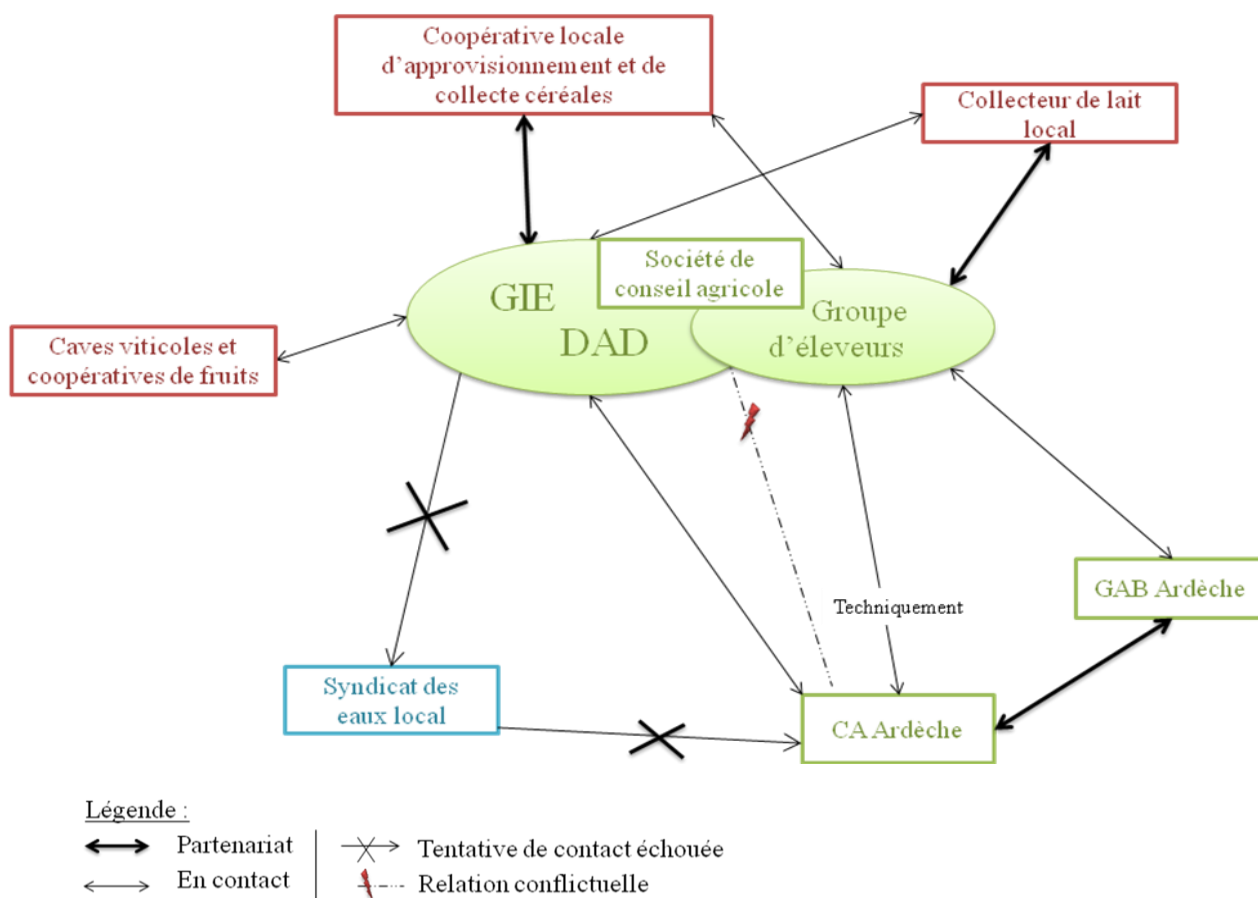 Coopérative locale
d'approvisionnement et de
collecte céréales
Collecteur de lait
local
Société de
conseil agricole
GIE
DAD
Groupe
d'éleveurs
Caves viticoles et
coopératives de fruits
GAB Ardèche
Techniquement
Syndicat des
eaux local
CA Ardèche
Légende :
Partenariat
En contact
Tentative de contact échouée
Relation conflictuelle